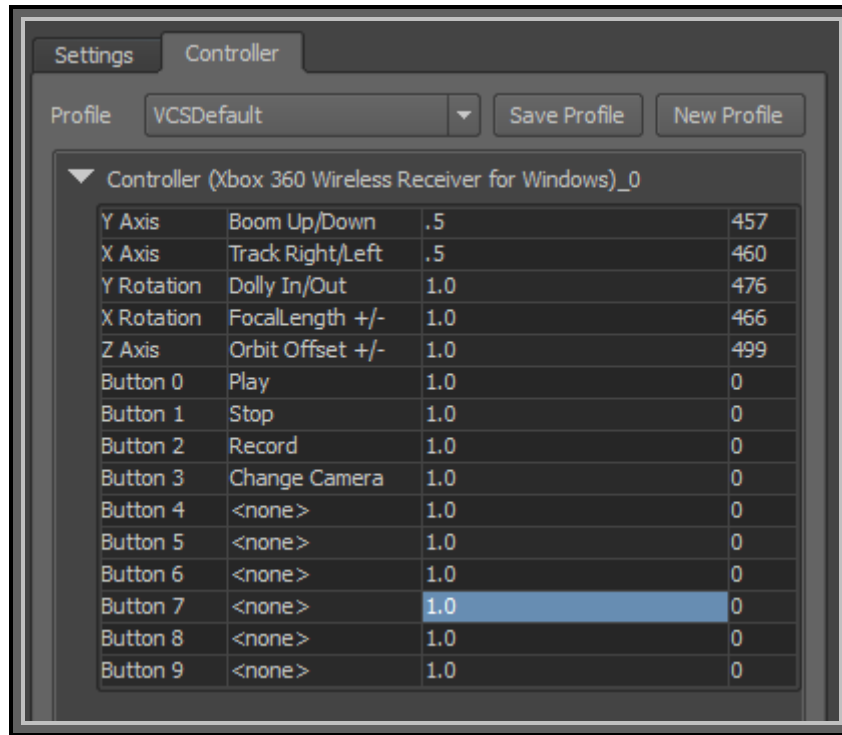 Settings Controller
Profile VCSDefault Save Profile New Profile
Controller (Xbox 360 Wireless Receiver for Windows)_0
Y Axis Boom Up/Down .5 457
X Axis Track Right/Left .5 460
Y Rotation Dolly In/Out 1.0 476
X Rotation FocalLength +/- 1.0 466
Z Axis Orbit Offset +/- 1.0 499
Button 0 Play 1.0 0
Button 1 Stop 1.0 0
Button 2 Record 1.0 0
Button 3 Change Camera 1.0 0
Button 4 <none> 1.0 0
Button 5 <none> 1.0 0
Button 6 <none> 1.0 0
Button 7 <none> 1.0 0
Button 8 <none> 1.0 0
Button 9 <none> 1.0 0